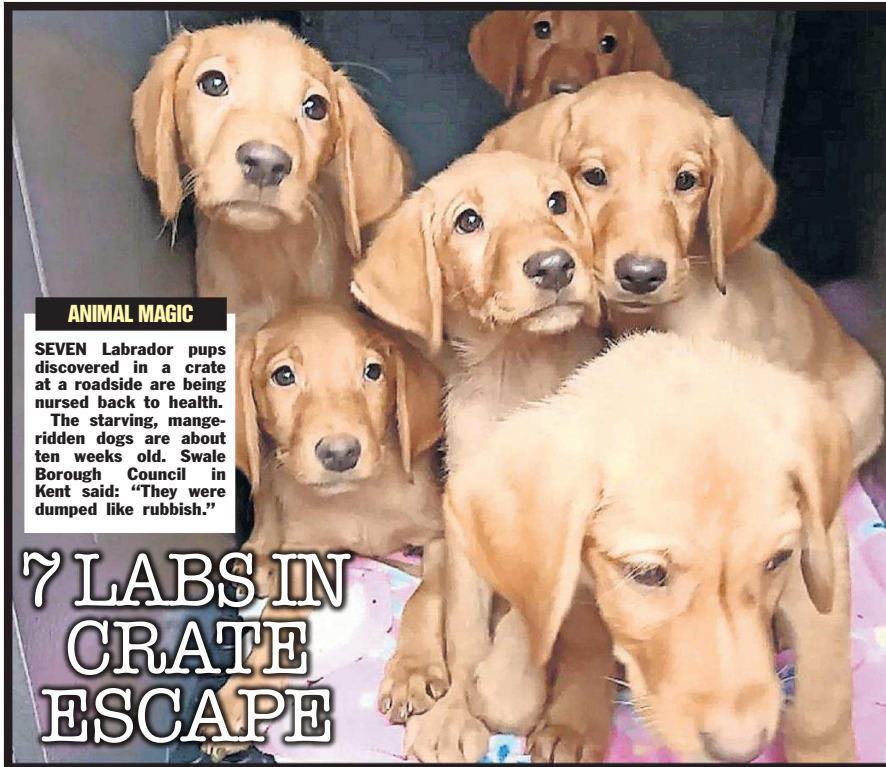 ANIMAL MAGIC
SEVEN Labrador pups
discovered in a crate
at a roadside are being
nursed back to health.
The starving, mange-
ridden dogs are about
ten weeks old. Swale
Borough Council in
Kent said: “They were
dumped like rubbish.”
7 LABS IN
CRATE
ESCAPE